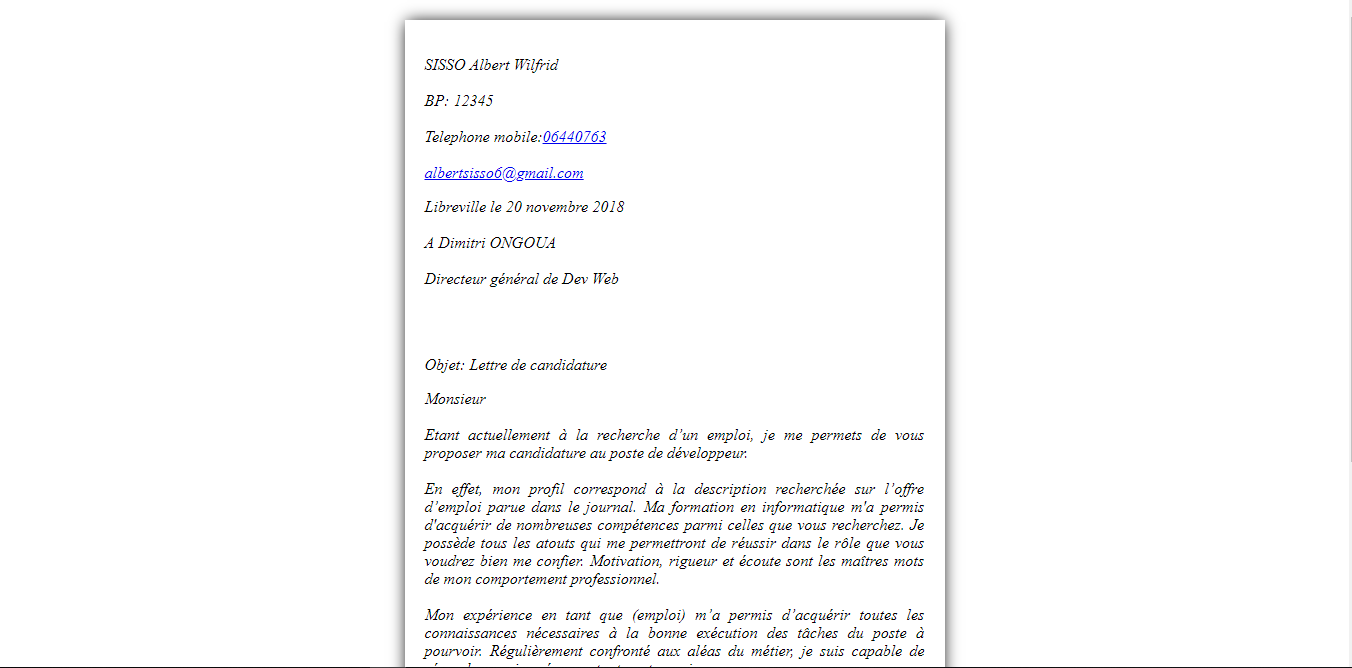 SISSO Albert Wilfrid
BP: 12345
Telephone mobile:06440763
albertsisso6@gmail.com
Libreville le 20 novembre 2018
A Dimitri ONGOUA
Directeur général de Dev Web
Objet: Lettre de candidature
Monsieur
Etant actuellement à la recherche d’un emploi, je me permets de vous
proposer ma candidature au poste de développeur.
En effet, mon profil correspond à la description recherchée sur l’offre
d’emploi parue dans le journal. Ma formation en informatique m'a permis
d'acquérir de nombreuses compétences parmi celles que vous recherchez. Je
possède tous les atouts qui me permettront de réussir dans le rôle que vous
voudrez bien me confier. Motivation, rigueur et écoute sont les maîtres mots
de mon comportement professionnel.
Mon expérience en tant que (emploi) m’a permis d’acquérir toutes les
connaissances nécessaires à la bonne exécution des tâches du poste à
pourvoir. Régulièrement confronté aux aléas du métier, je suis capable de